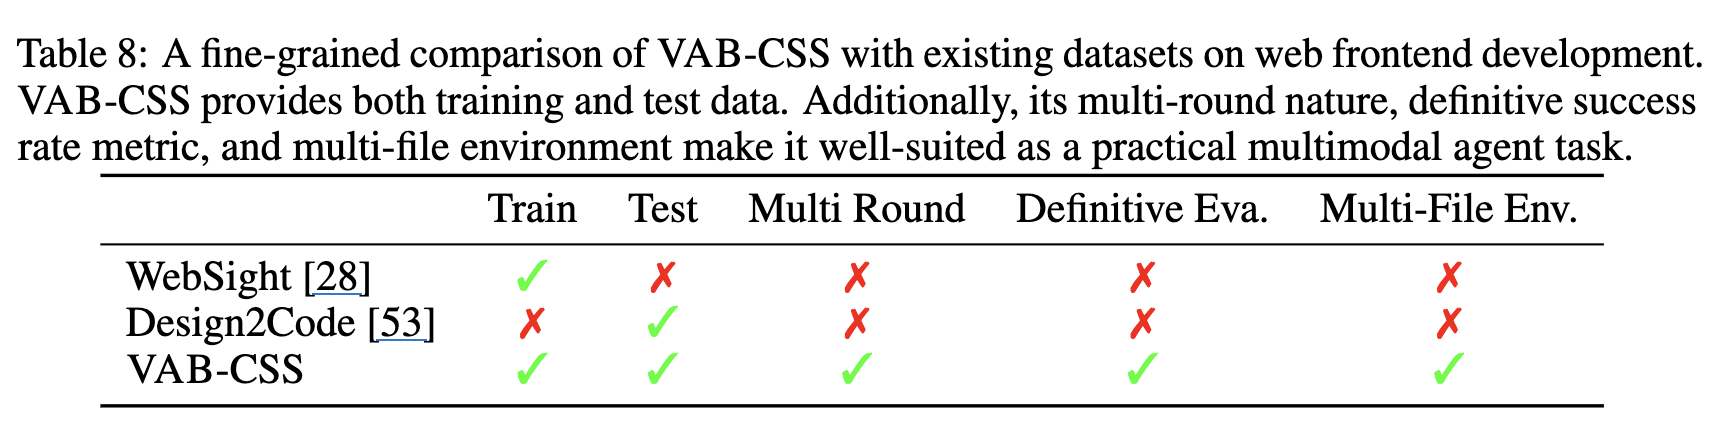 Table 8: A fine-grained comparison of VAB-CSS with existing datasets on web frontend development.
VAB-CSS provides both training and test data. Additionally, its multi-round nature, definitive success
rate metric, and multi-file environment make it well-suited as a practical multimodal agent task.
Train Test Multi Round Definitive Eva. Multi-File Env.
WebSight [28] ✓ ✗ ✗ ✗ ✗
Design2Code [53] ✗ ✓ ✗ ✗ ✗
VAB-CSS ✓ ✓ ✓ ✓ ✓